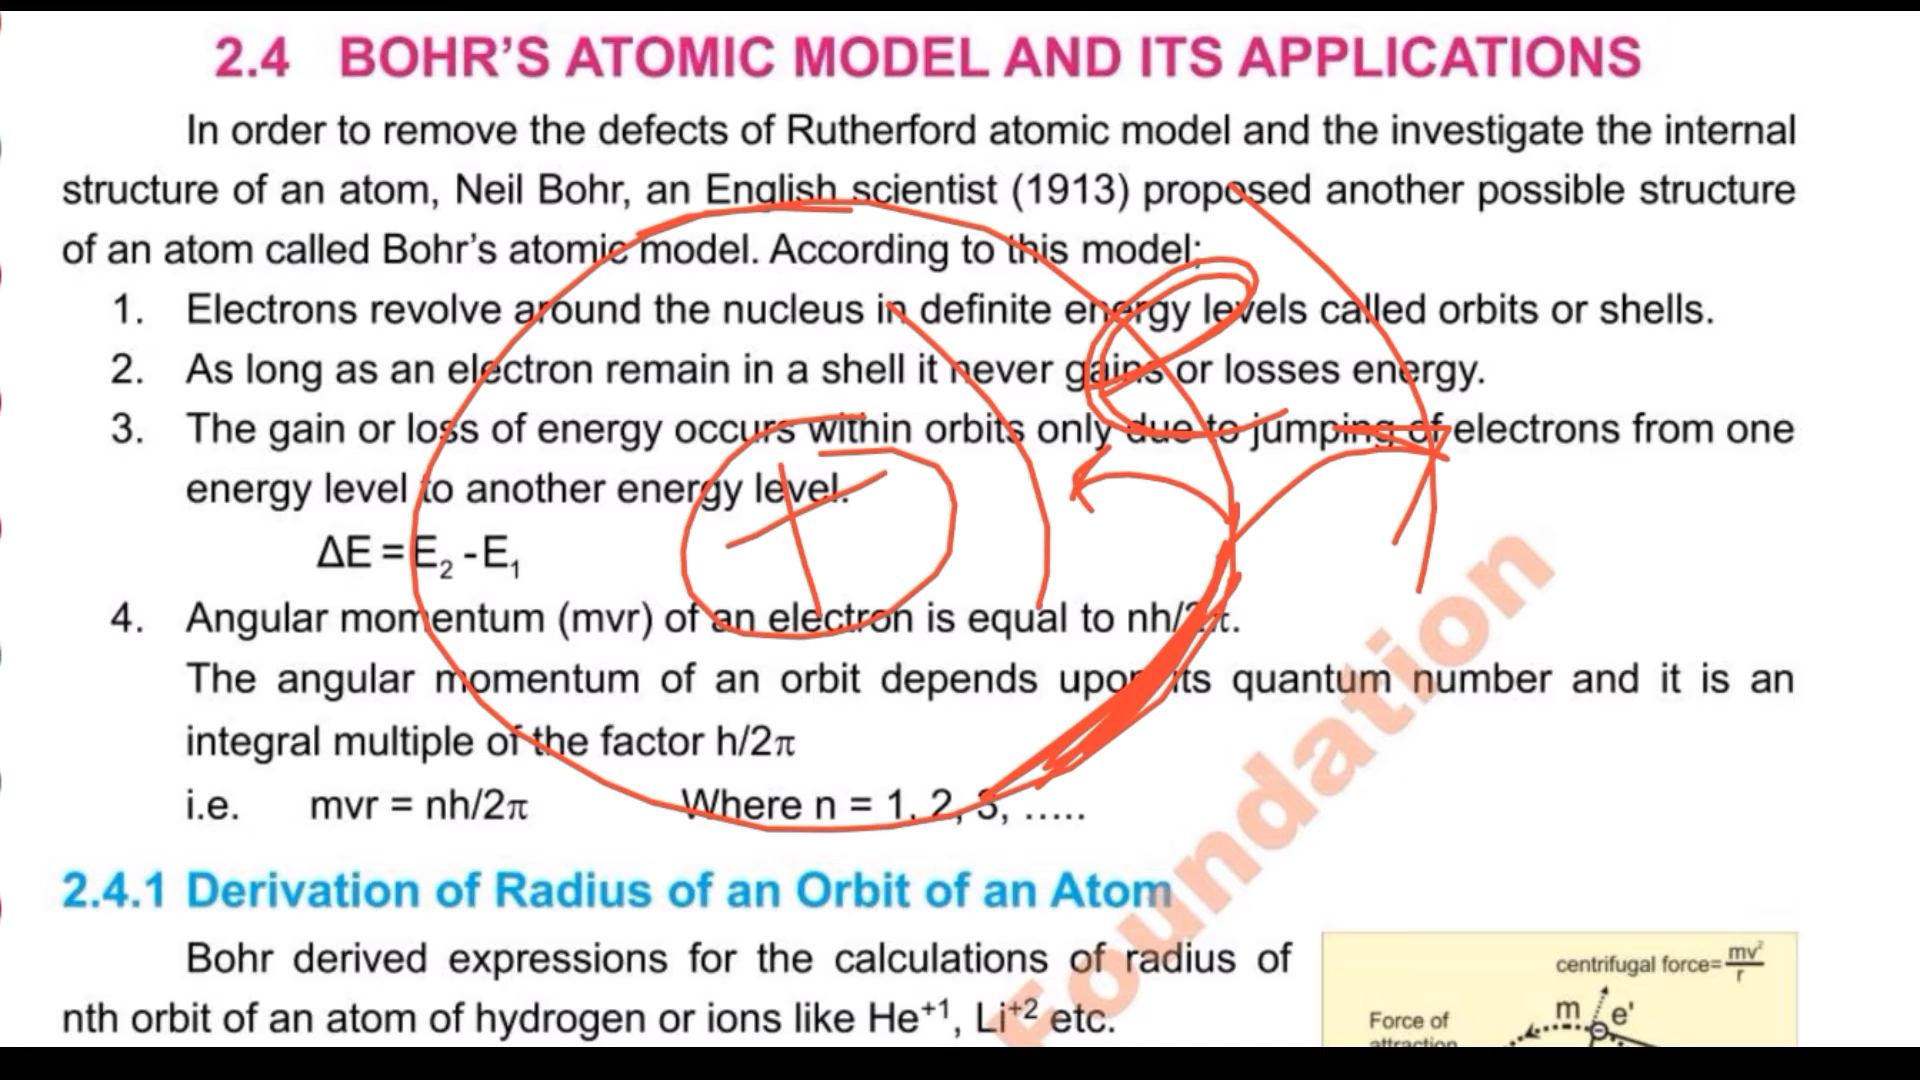 2.4 BOHR'S ATOMIC MODEL AND ITS APPLICATIONS
In order to remove the defects of Rutherford atomic model and the investigate the internal
structure of an atom, Neil Bohr, an English scientist (1913) proposed another possible structure
of an atom called Bohr's atomic model. According to this model;
1. Electrons revolve around the nucleus in definite energy levels called orbits or shells.
2. As long as an electron remain in a shell it never gains or losses energy.
3. The gain or loss of energy occurs within orbits only due to jumping of electrons from one
energy level to another energy level.
ΔE = E₂ - E₁
4. Angular momentum (mvr) of an electron is equal to nh/2π.
The angular momentum of an orbit depends upon its quantum number and it is an
integral multiple of the factor h/2π
i.e. mvr = nh/2π Where n = 1, 2, 3, .....
2.4.1 Derivation of Radius of an Orbit of an Atom
Bohr derived expressions for the calculations of radius of
nth orbit of an atom of hydrogen or ions like He⁺¹, Li⁺² etc.
centrifugal force= mv²/r
m e'
Force of
attraction
Foundation